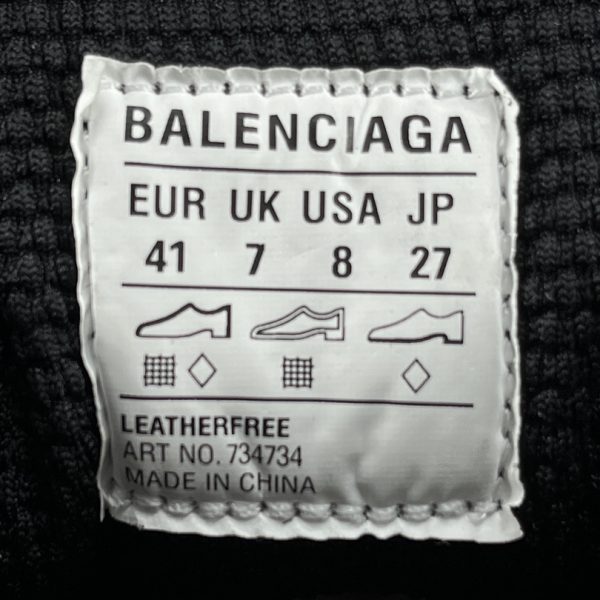 BALENCIAGA
EUR UK USA JP
41 7 8 27
LEATHERFREE
ART NO. 734734
MADE IN CHINA